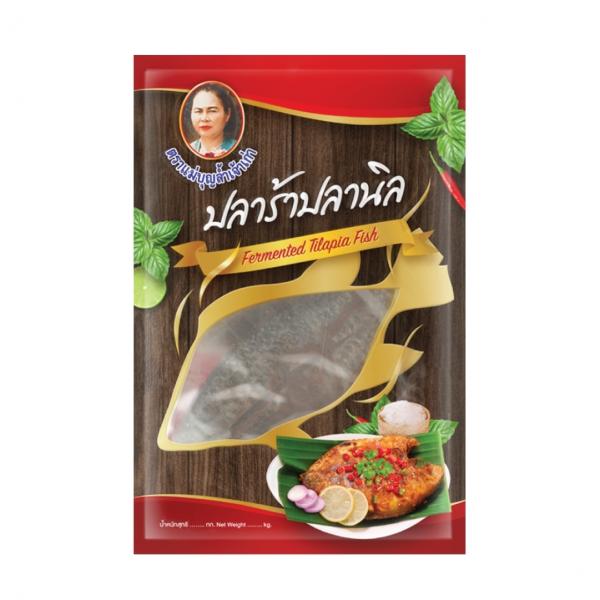 ตราแม่บุญล้ำเจ้าเก่า
ปลาร้าปลานิล
Fermented Tilapia Fish
น้ำหนักสุทธิ ........ กก. Net Weight ........ kg.